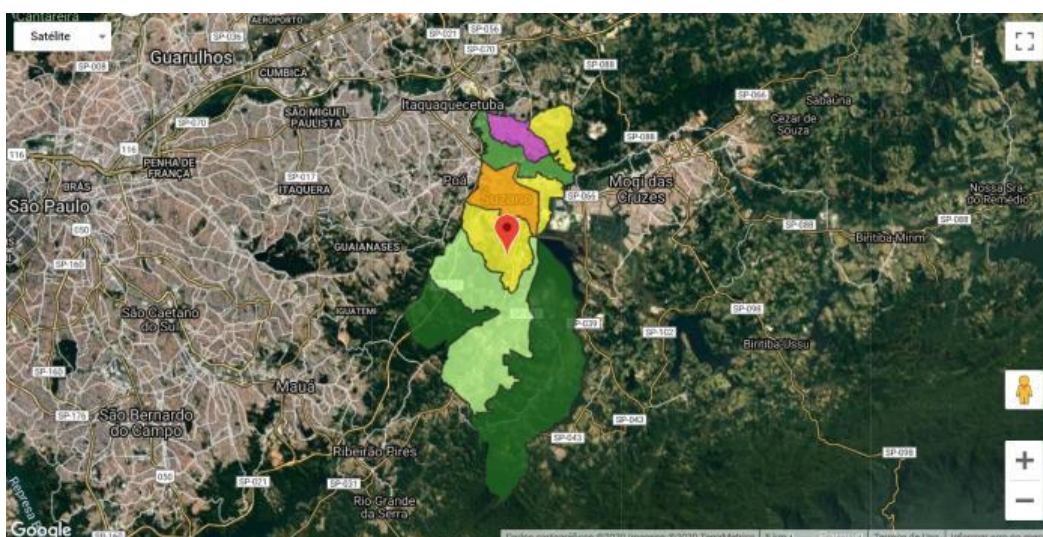 Cantareira
AEROPORTO
Satélite
SP-036
SP-021
SP-056
SP-070
Guarulhos
SP-008
CUMBICA
SP-088
SP-066
Sabaúna
Itaquaquecetuba
SÃO MIGUEL
PAULISTA
Cezar de
Souza
SP-070
SP-088
116
116
PENHA DE
FRANÇA
SP-017
ITAQUERA
Poá
BRÁS
Mogi das
Cruzes
SP-066
Suzano
Nossa Sra.
do Remédio
São Paulo
SP-088
SP-088
050
Biritiba-Mirim
GUAIANASES
SP-160
São Caetano
do Sul
IGUATEMI
SP-039
SP-098
SP-102
Biritiba-Ussu
SP-160
Mauá
São Bernardo
do Campo
SP-043
SP-043
Ribeirão Pires
SP-098
050
SP-021
SP-031
Rio Grande
da Serra
Represa
Google
Termos de Uso